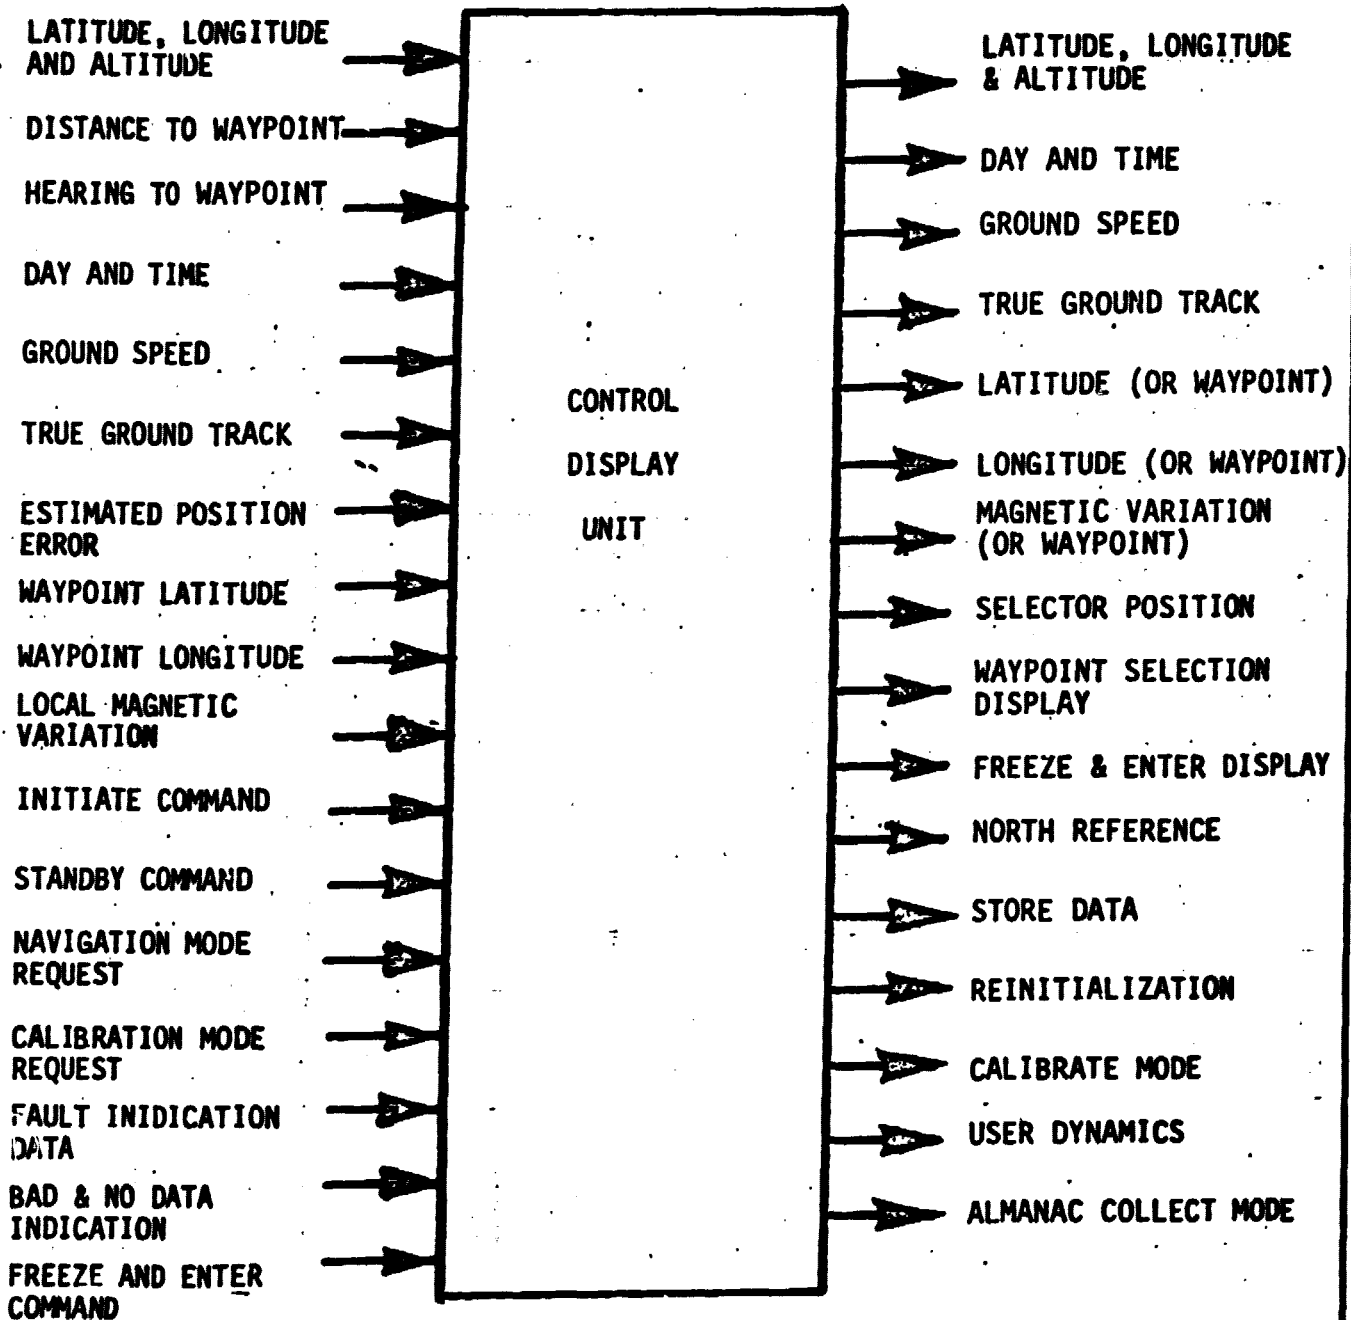 LATITUDE, LONGITUDE
AND ALTITUDE
DISTANCE TO WAYPOINT
HEARING TO WAYPOINT
DAY AND TIME
GROUND SPEED
TRUE GROUND TRACK
ESTIMATED POSITION
ERROR
WAYPOINT LATITUDE
WAYPOINT LONGITUDE
LOCAL MAGNETIC
VARIATION
INITIATE COMMAND
STANDBY COMMAND
NAVIGATION MODE
REQUEST
CALIBRATION MODE
REQUEST
FAULT INIDICATION
DATA
BAD & NO DATA
INDICATION
FREEZE AND ENTER
COMMAND
CONTROL
DISPLAY
UNIT
LATITUDE, LONGITUDE
& ALTITUDE
DAY AND TIME
GROUND SPEED
TRUE GROUND TRACK
LATITUDE (OR WAYPOINT)
LONGITUDE (OR WAYPOINT)
MAGNETIC VARIATION
(OR WAYPOINT)
SELECTOR POSITION
WAYPOINT SELECTION
DISPLAY
FREEZE & ENTER DISPLAY
NORTH REFERENCE
STORE DATA
REINITIALIZATION
CALIBRATE MODE
USER DYNAMICS
ALMANAC COLLECT MODE